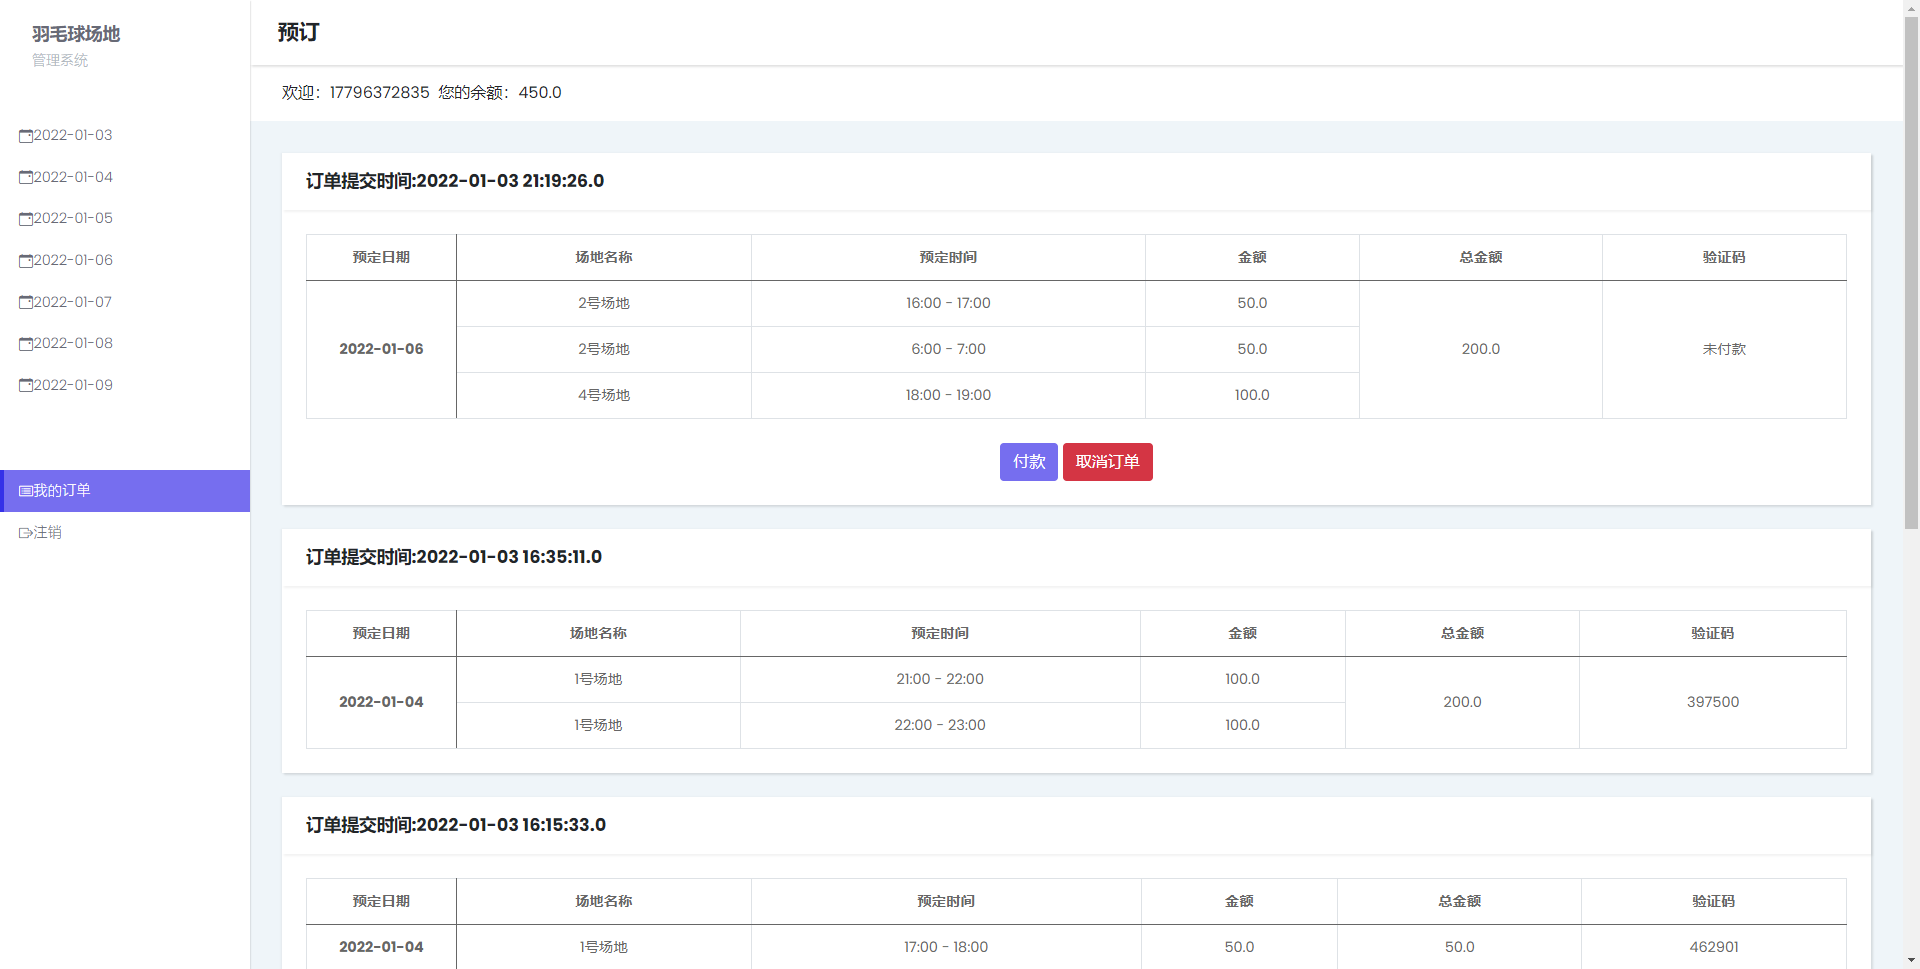 羽毛球场地
管理系统
2022-01-03
2022-01-04
2022-01-05
2022-01-06
2022-01-07
2022-01-08
2022-01-09
我的订单
注销
预订
欢迎：17796372835 您的余额：450.0
订单提交时间:2022-01-03 21:19:26.0
预定日期 场地名称 预定时间 金额 总金额 验证码
2号场地 16:00 - 17:00 50.0
2022-01-06 2号场地 6:00 - 7:00 50.0 200.0 未付款
4号场地 18:00 - 19:00 100.0
付款 取消订单
订单提交时间:2022-01-03 16:35:11.0
预定日期 场地名称 预定时间 金额 总金额 验证码
1号场地 21:00 - 22:00 100.0
2022-01-04 200.0 397500
1号场地 22:00 - 23:00 100.0
订单提交时间:2022-01-03 16:15:33.0
预定日期 场地名称 预定时间 金额 总金额 验证码
2022-01-04 1号场地 17:00 - 18:00 50.0 50.0 462901